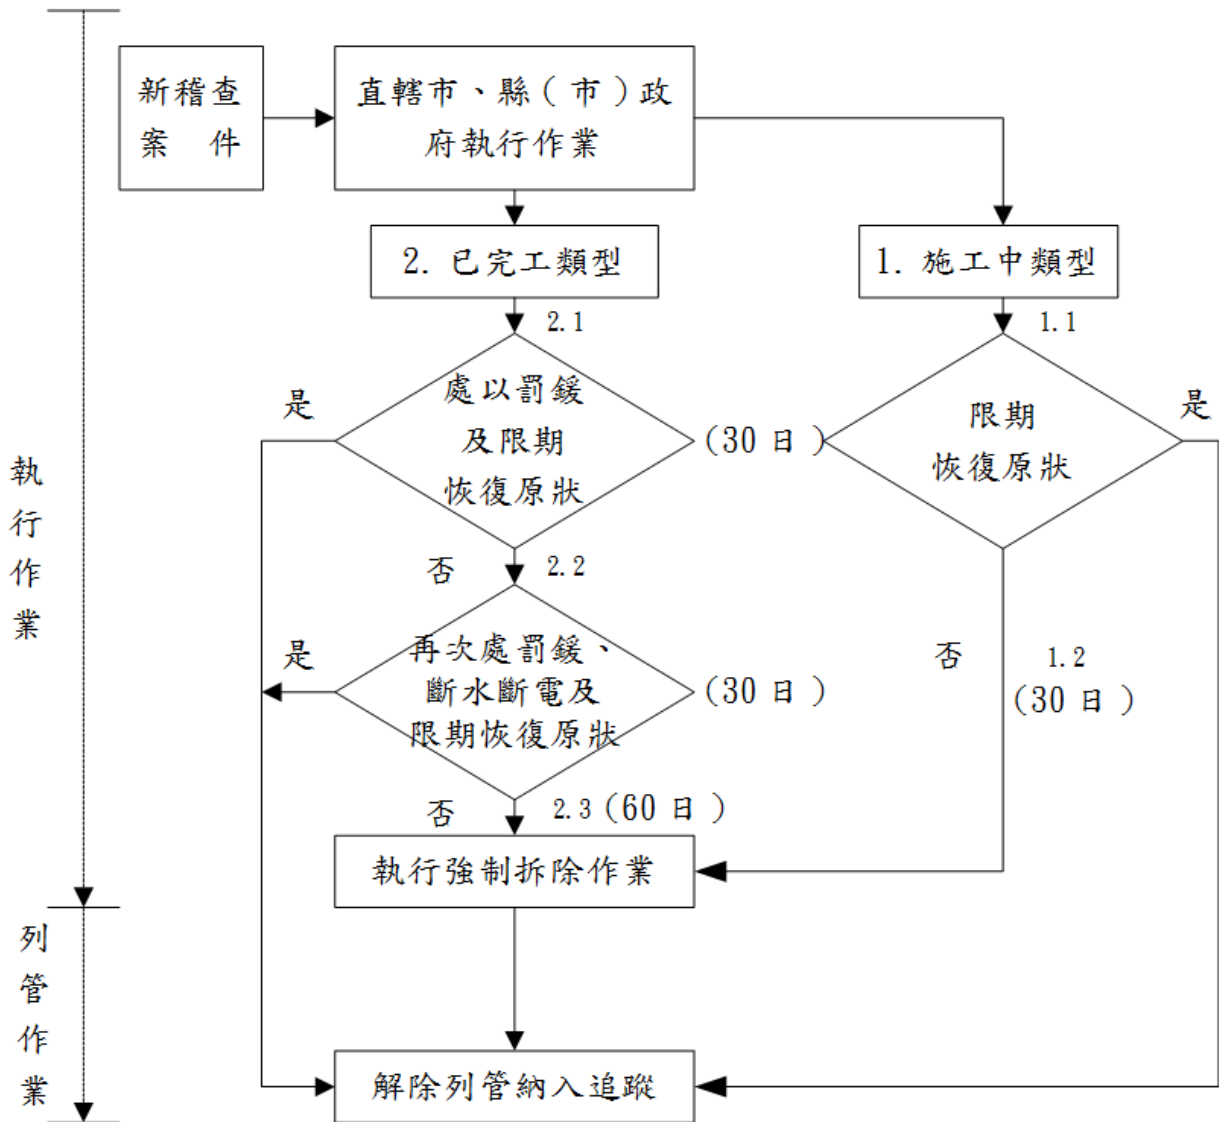 新稽查
案 件
直轄市、縣(市)政
府執行作業
2. 已完工類型
1. 施工中類型
2.1
1.1
是
處以罰鍰
及限期
恢復原狀
(30 日 )
限期
恢復原狀
是
否
2.2
是
再次處罰鍰、
斷水斷電及
限期恢復原狀
(30 日 )
否
1.2
(30 日 )
否
2.3 (60 日 )
執行強制拆除作業
解除列管納入追蹤
執
行
作
業
列
管
作
業